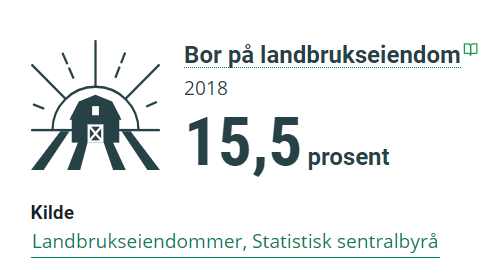 Bor på landbrukseiendom
2018
15,5 prosent
Kilde
Landbrukseiendommer, Statistisk sentralbyrå